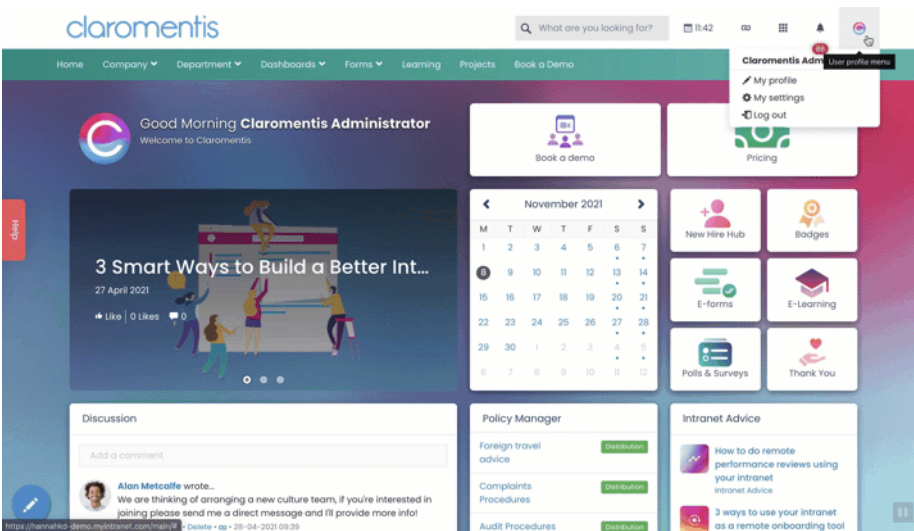 claromentis
What are you looking for?
11:42
66
Home Company Department Dashboards Forms Learning Projects Book a Demo
Claromentis Adm
User profile menu
My profile
My settings
Log out
Good Morning Claromentis Administrator
Welcome to Claromentis
Book a demo
Pricing
Help
3 Smart Ways to Build a Better Int...
27 April 2021
Like | 0 Likes 0
November 2021
M T W T F S S
1 2 3 4 5 6 7
8 9 10 11 12 13 14
15 16 17 18 19 20 21
22 23 24 25 26 27 28
29 30 1 2 3 4 5
6 7 8 9 10 11 12
New Hire Hub
Badges
E-forms
E-Learning
Polls & Surveys
Thank You
Discussion
Add a comment
Alan Metcalfe wrote...
We are thinking of arranging a new culture team, if you're interested in
joining please send me a direct message and I'll provide more info!
• Delete • • 28-04-2021 09:39
https://hannahkd-demo.myintranet.com/main/#
Policy Manager
Foreign travel
advice
Distribution
Complaints
Procedures
Distribution
Audit Procedures
Distribution
Intranet Advice
How to do remote
performance reviews using
your intranet
Intranet Advice
3 ways to use your intranet
as a remote onboarding tool